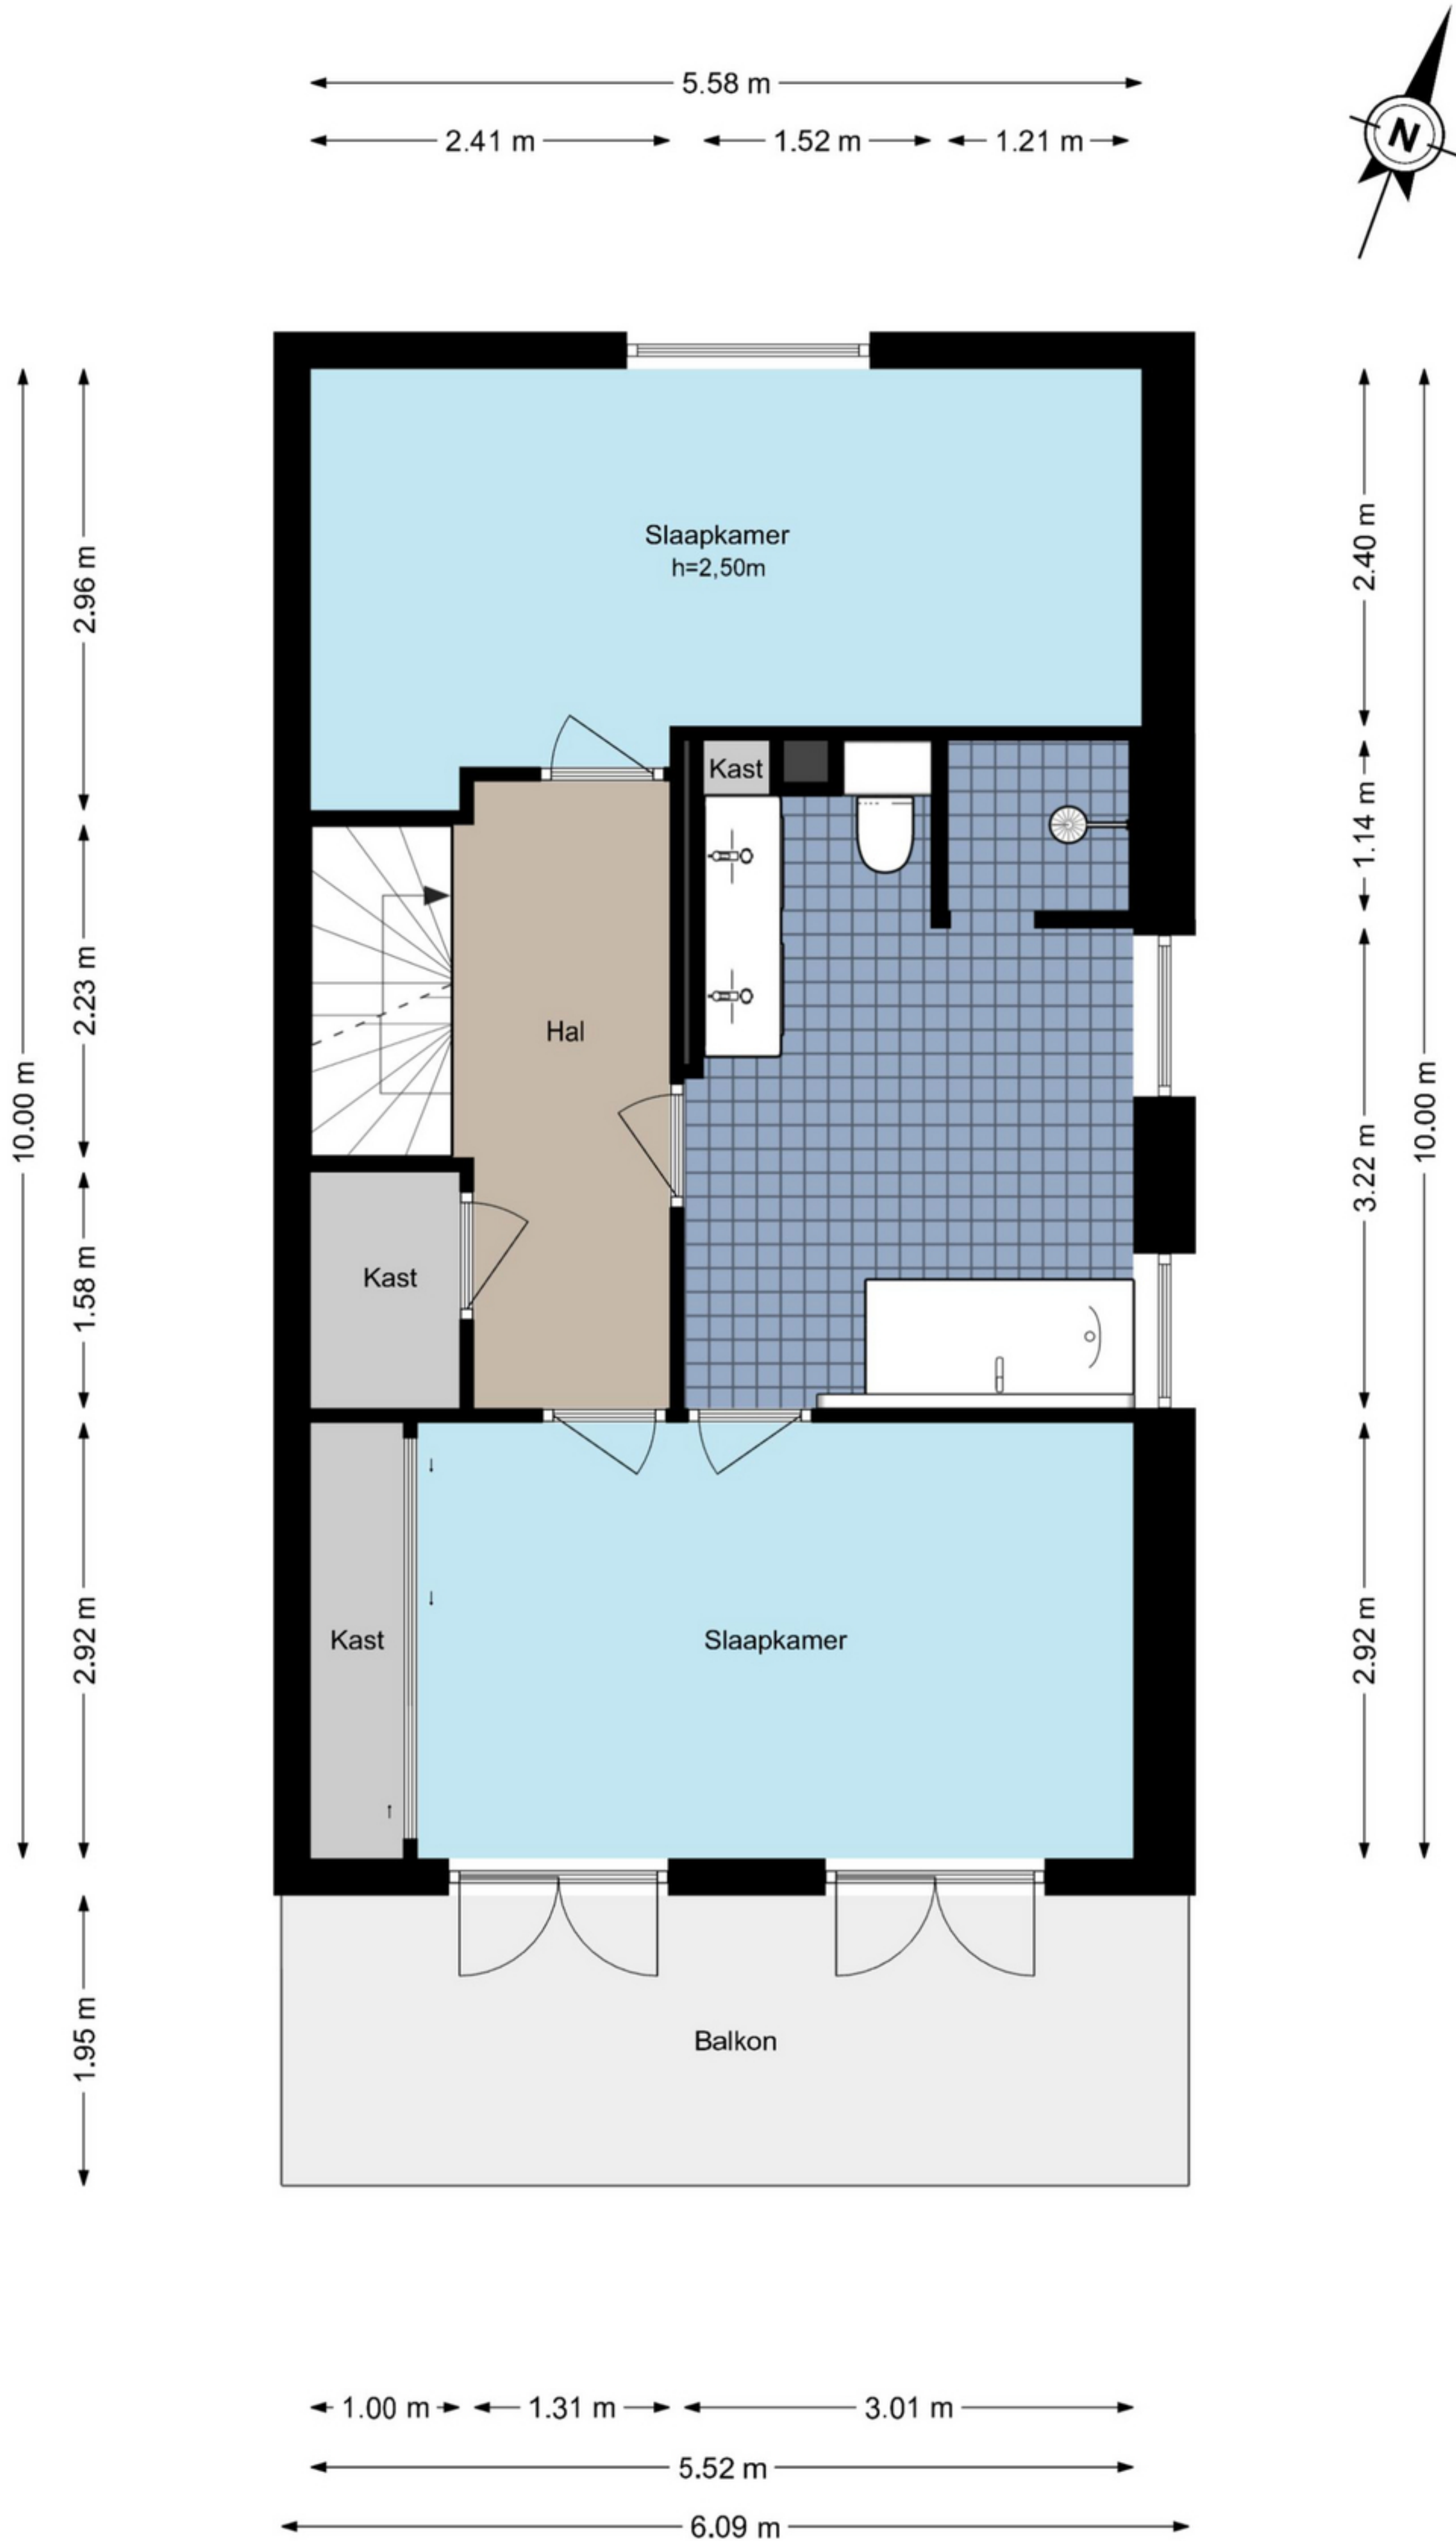 5.58 m
2.41 m
1.52 m
1.21 m
N
Slaapkamer
h=2,50m
2.96 m
2.40 m
Kast
1.14 m
2.23 m
Hal
10.00 m
10.00 m
3.22 m
Kast
1.58 m
Kast
Slaapkamer
2.92 m
2.92 m
Balkon
1.95 m
1.00 m
1.31 m
3.01 m
5.52 m
6.09 m